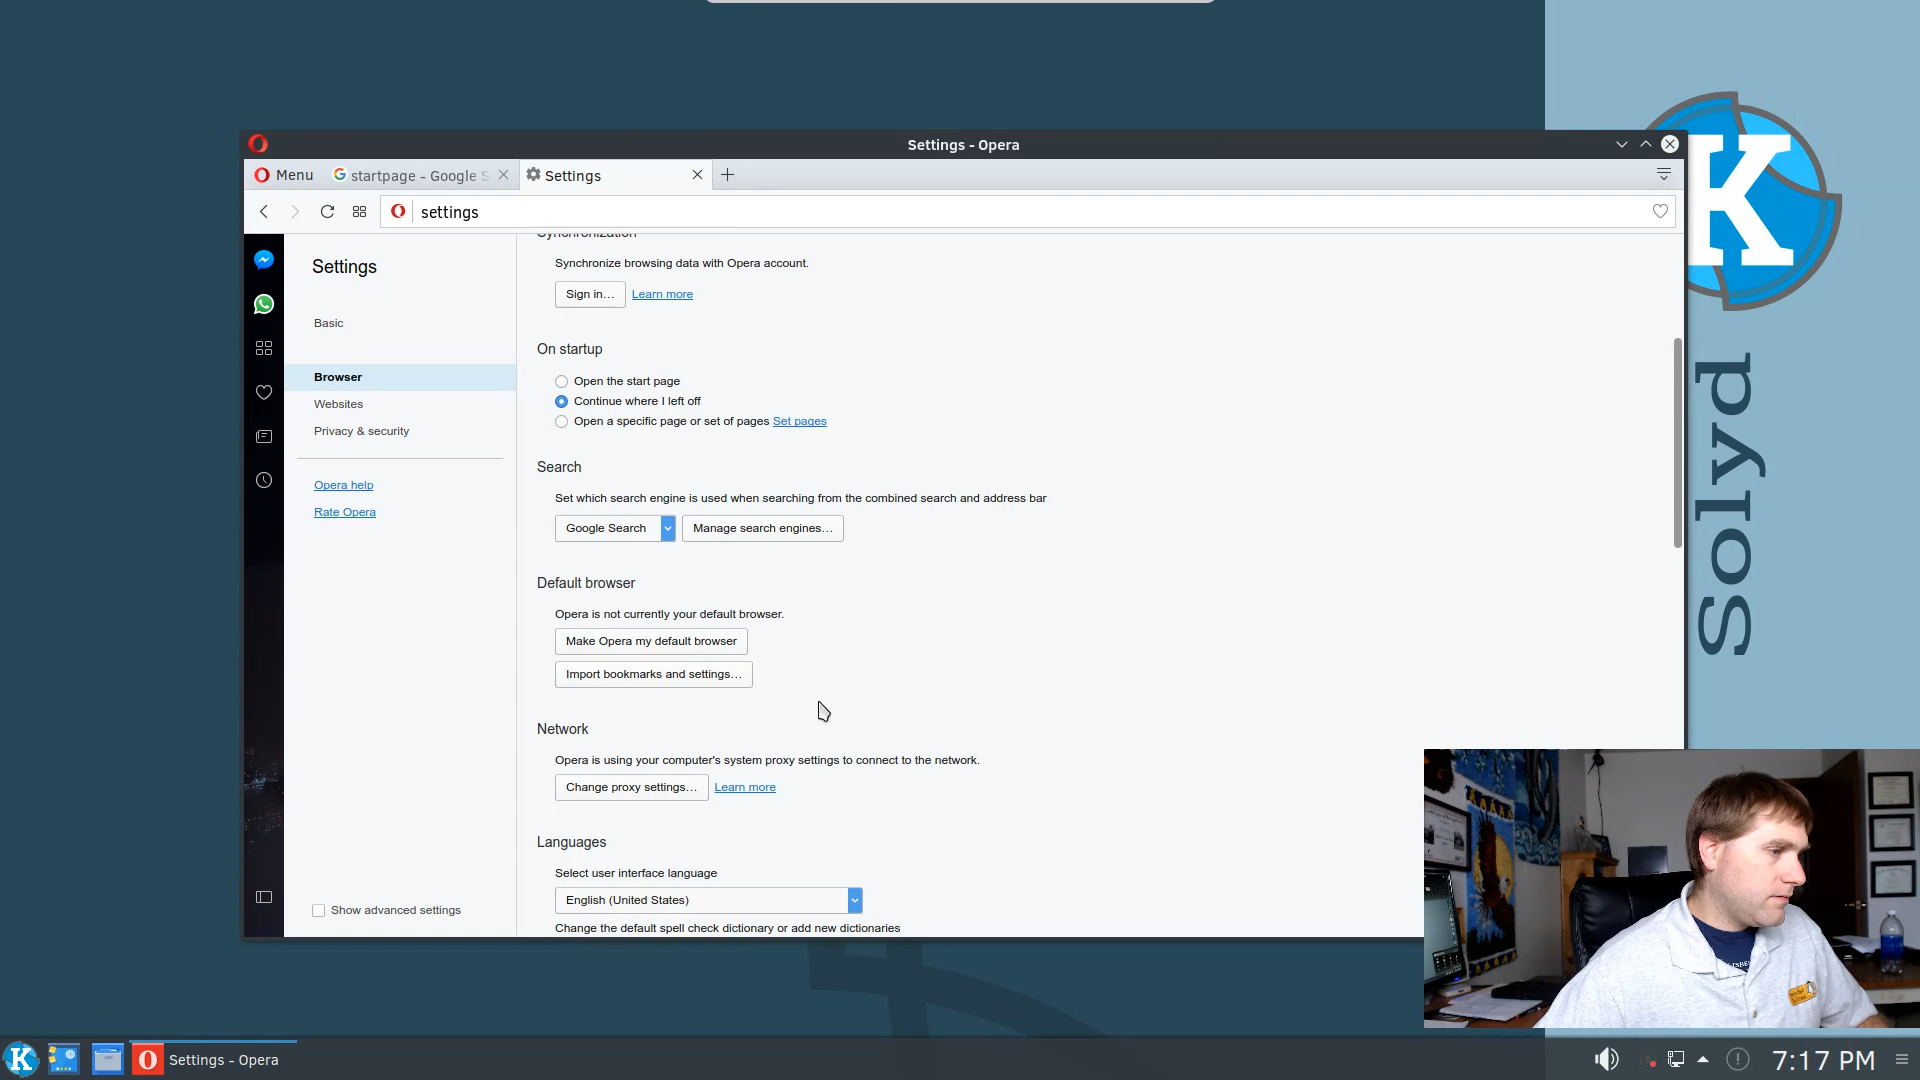 Settings - Opera
Menu
startpage - Google S
Settings
settings
Settings
Basic
Browser
Websites
Privacy & security
Opera help
Rate Opera
Show advanced settings
Synchronization
Synchronize browsing data with Opera account.
Sign in...
Learn more
On startup
Open the start page
Continue where I left off
Open a specific page or set of pages Set pages
Search
Set which search engine is used when searching from the combined search and address bar
Google Search
Manage search engines...
Default browser
Opera is not currently your default browser.
Make Opera my default browser
Import bookmarks and settings...
Network
Opera is using your computer's system proxy settings to connect to the network.
Change proxy settings...
Learn more
Languages
Select user interface language
English (United States)
Change the default spell check dictionary or add new dictionaries
K
Solyd
K
Settings - Opera
7:17 PM